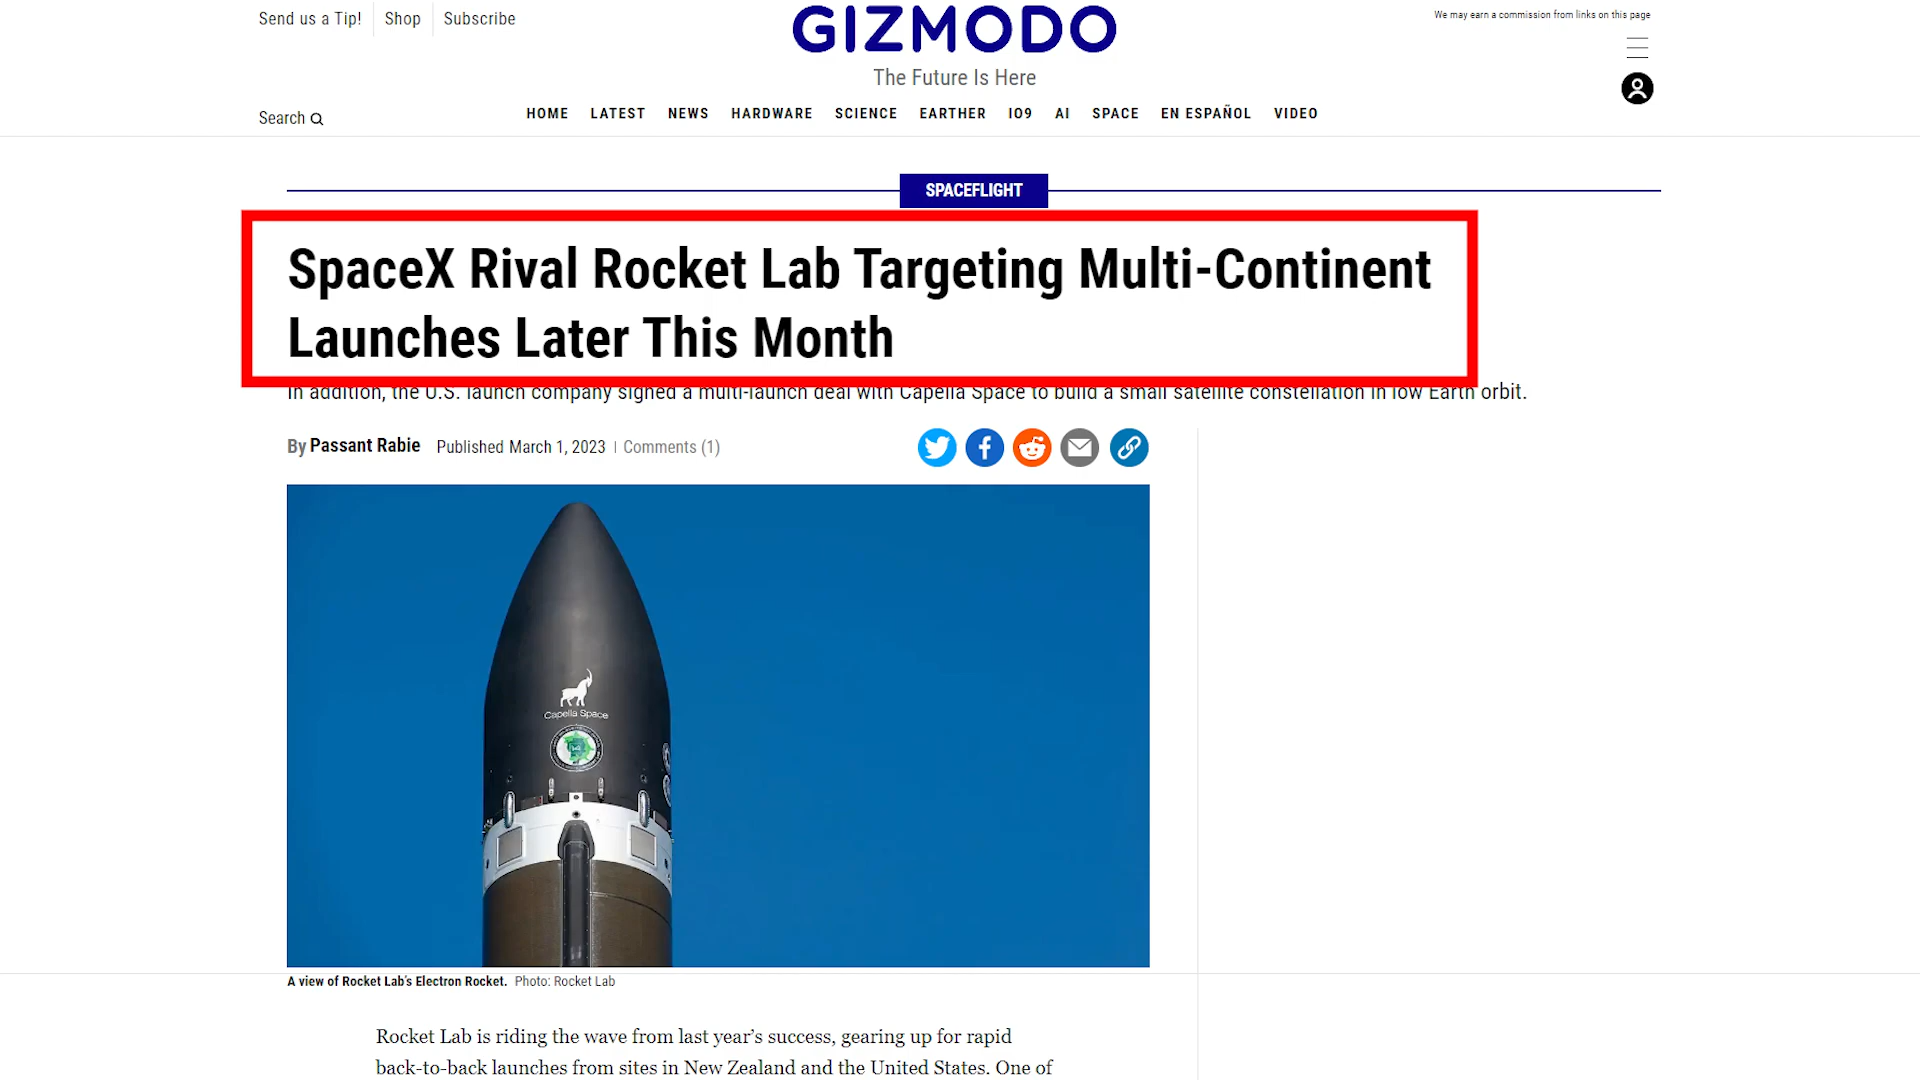 Send us a Tip! Shop Subscribe
GIZMODO
We may earn a commission from links on this page
The Future Is Here
Search
HOME LATEST NEWS HARDWARE SCIENCE EARTHER IO9 AI SPACE EN ESPAÑOL VIDEO
SPACEFLIGHT
SpaceX Rival Rocket Lab Targeting Multi-Continent
Launches Later This Month
In addition, the U.S. launch company signed a multi-launch deal with Capella Space to build a small satellite constellation in low Earth orbit.
By Passant Rabie Published March 1, 2023 Comments (1)
Capella Space
A view of Rocket Lab's Electron Rocket. Photo: Rocket Lab
Rocket Lab is riding the wave from last year’s success, gearing up for rapid
back-to-back launches from sites in New Zealand and the United States. One of